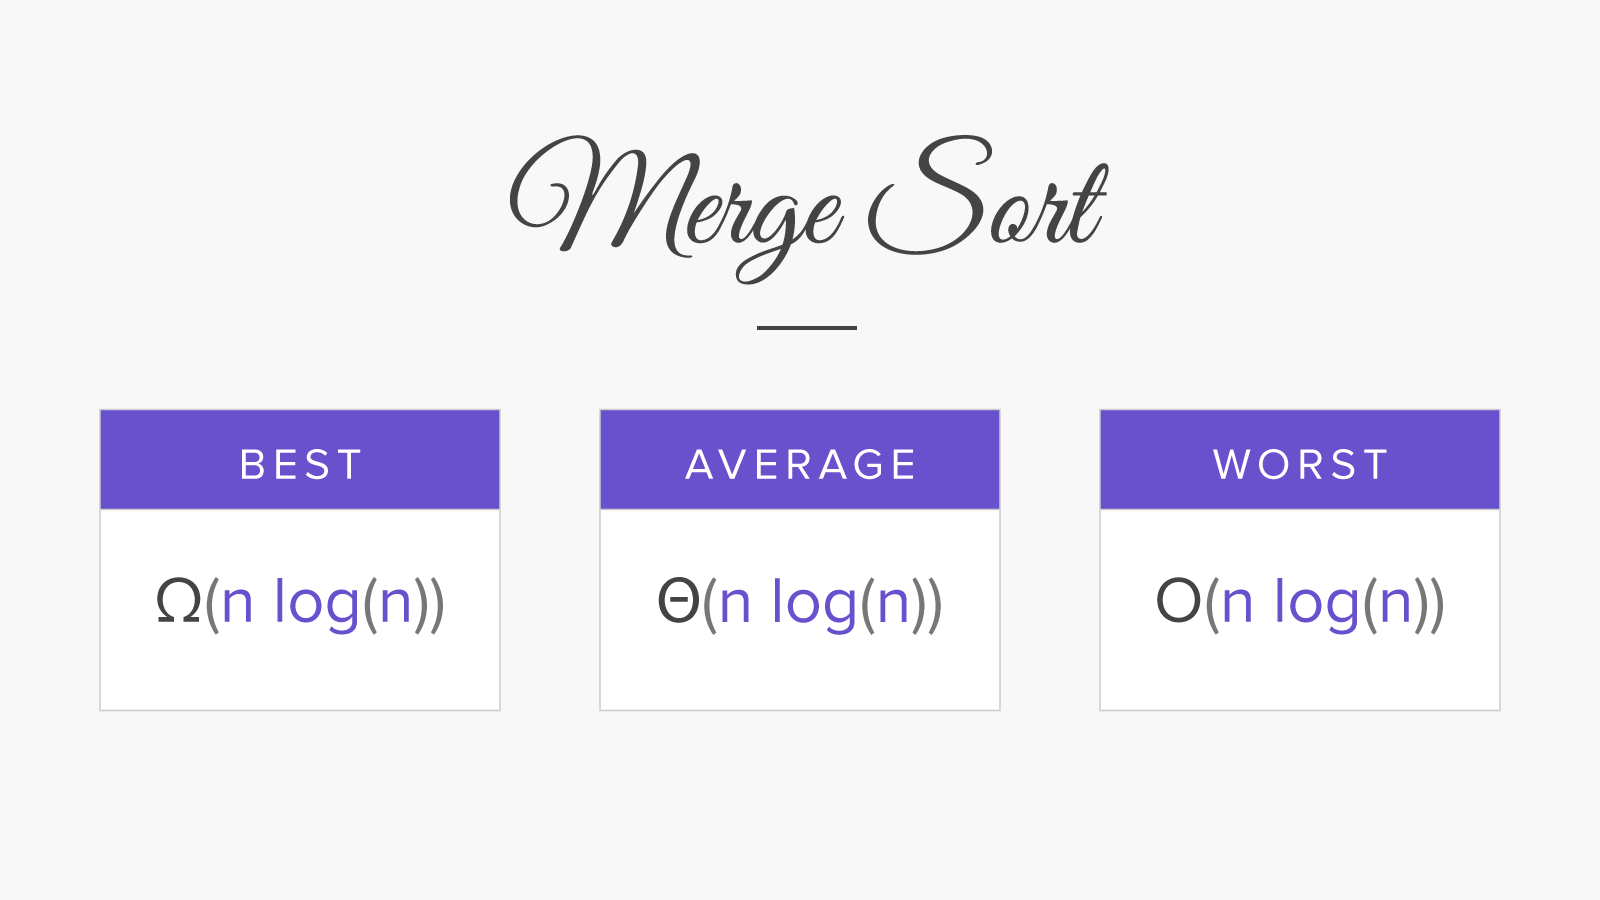 Merge Sort
BEST
Ω(n log(n))
AVERAGE
Θ(n log(n))
WORST
O(n log(n))